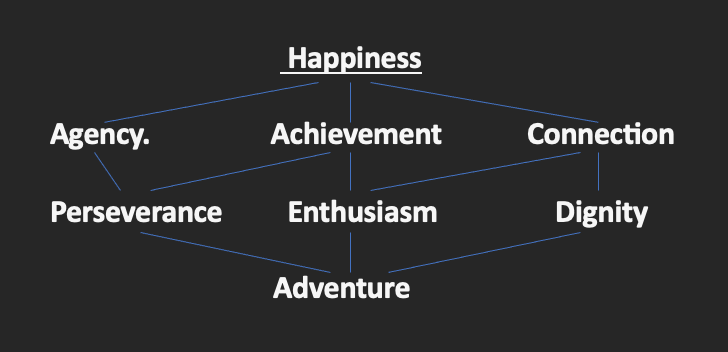 Happiness
Agency. Achievement Connection
Perseverance Enthusiasm Dignity
Adventure